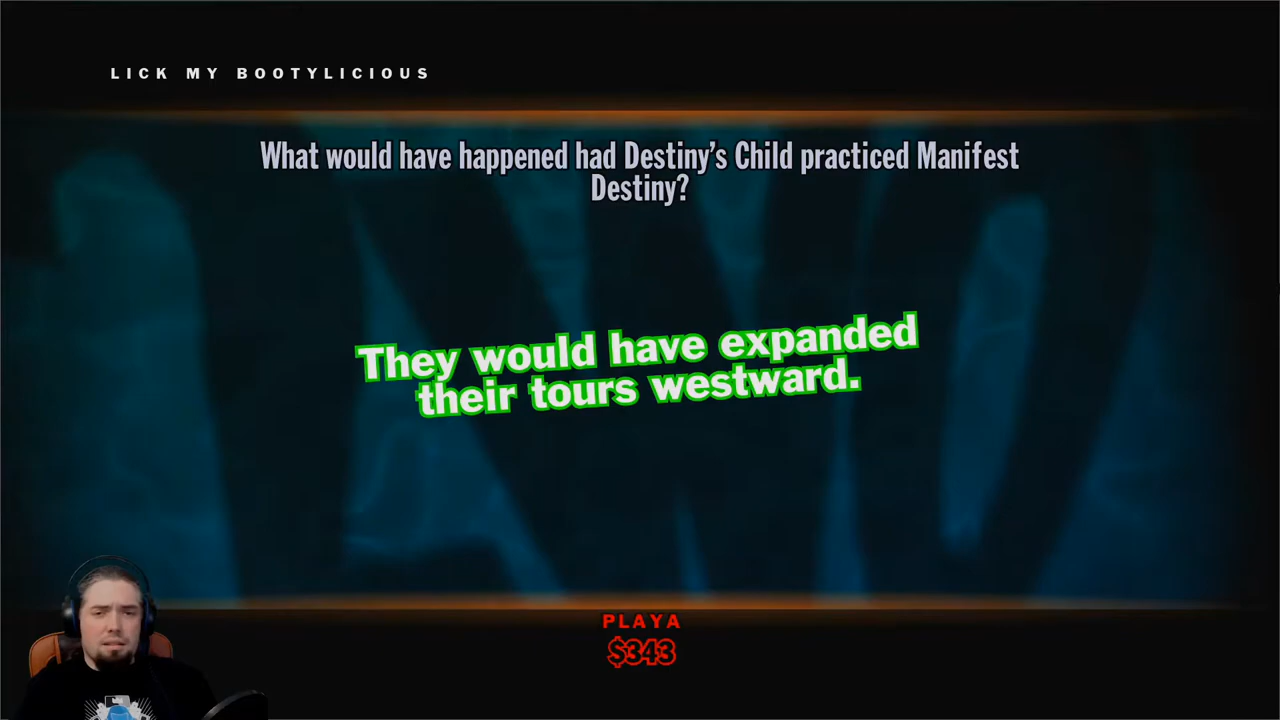 LICK MY BOOTYLICIOUS
What would have happened had Destiny's Child practiced Manifest
Destiny?
They would have expanded
their tours westward.
PLAYA
$343